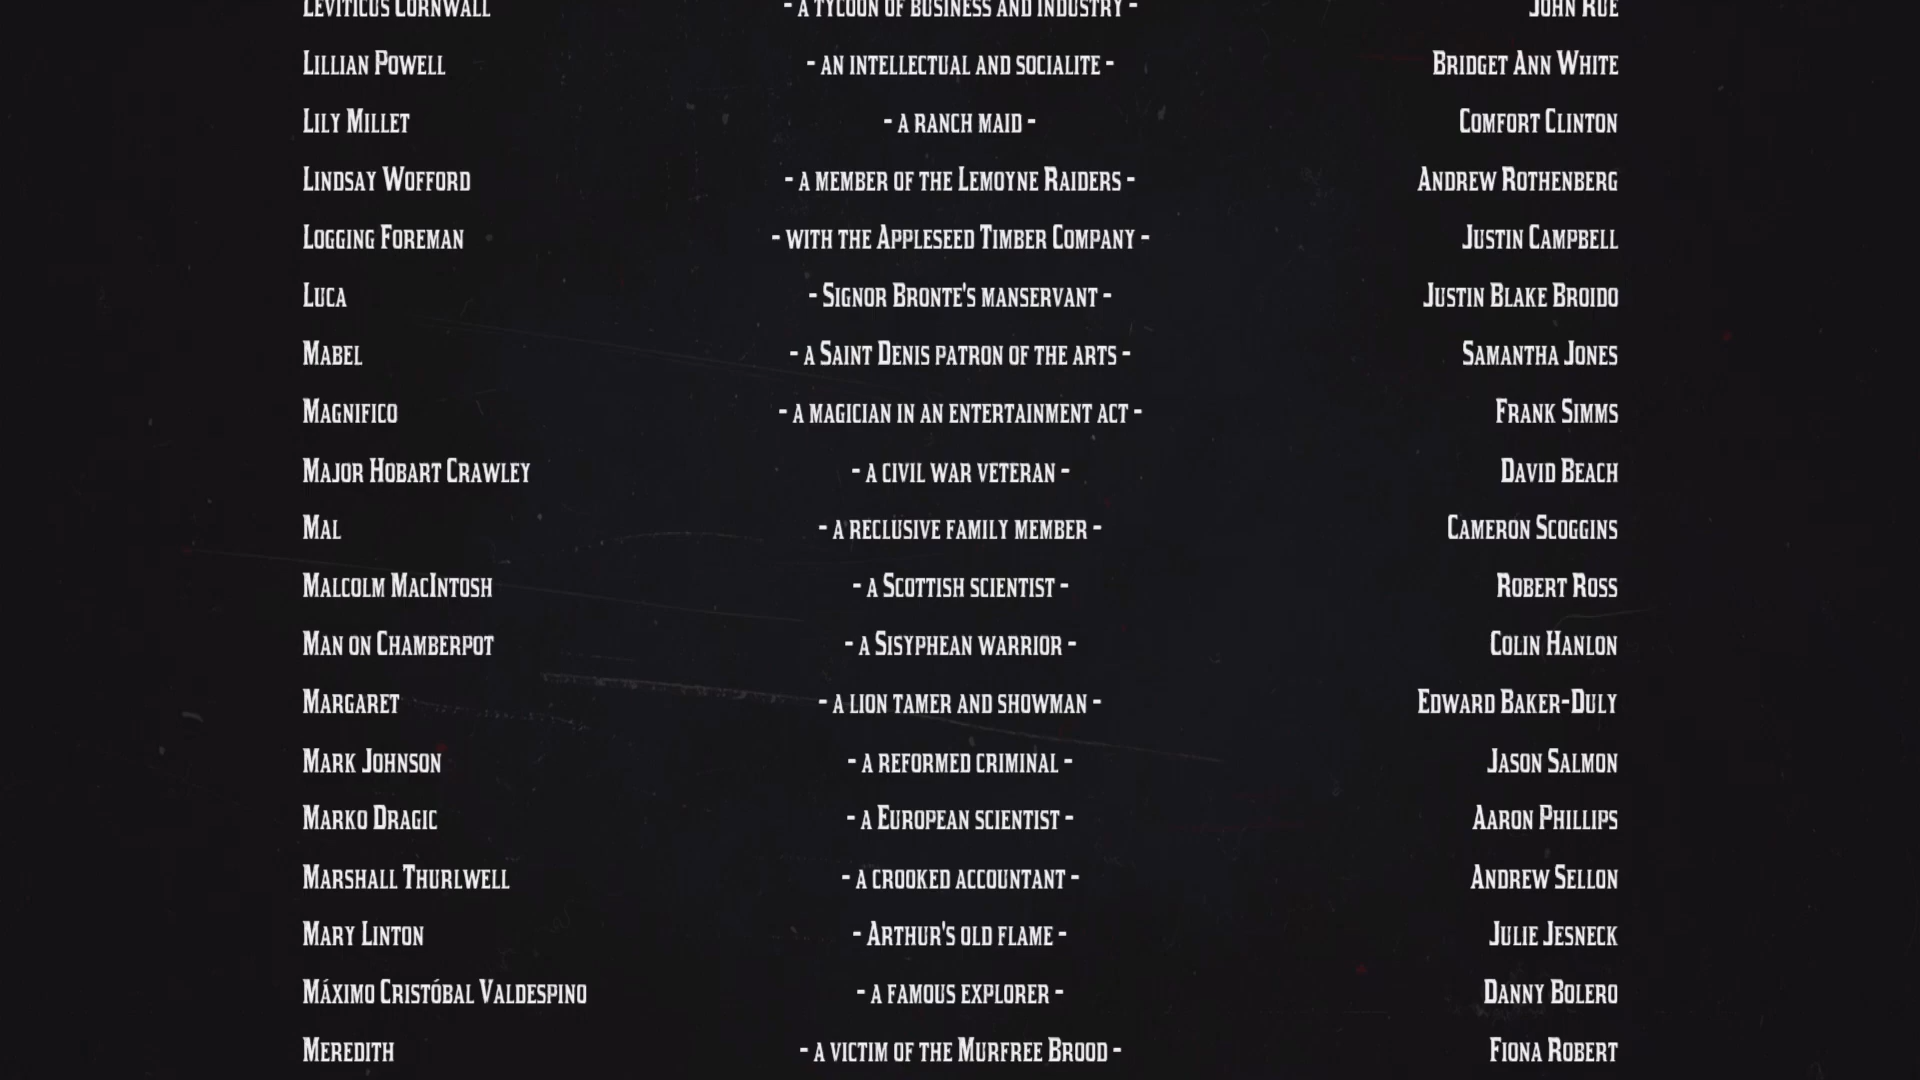 Leviticus Cornwall - a tycoon of business and industry - John Rue
Lillian Powell - an intellectual and socialite - Bridget Ann White
Lily Millet - a ranch maid - Comfort Clinton
Lindsay Wofford - a member of the Lemoyne Raiders - Andrew Rothenberg
Logging Foreman - with the Appleseed Timber Company - Justin Campbell
Luca - Signor Bronte's manservant - Justin Blake Broido
Mabel - a Saint Denis patron of the arts - Samantha Jones
Magnifico - a magician in an entertainment act - Frank Simms
Major Hobart Crawley - a civil war veteran - David Beach
Mal - a reclusive family member - Cameron Scoggins
Malcolm MacIntosh - a Scottish scientist - Robert Ross
Man on Chamberpot - a Sisyphean warrior - Colin Hanlon
Margaret - a lion tamer and showman - Edward Baker-Duly
Mark Johnson - a reformed criminal - Jason Salmon
Marko Dragic - a European scientist - Aaron Phillips
Marshall Thurlwell - a crooked accountant - Andrew Sellon
Mary Linton - Arthur's old flame - Julie Jesneck
Máximo Cristóbal Valdespino - a famous explorer - Danny Bolero
Meredith - a victim of the Murfree Brood - Fiona Robert